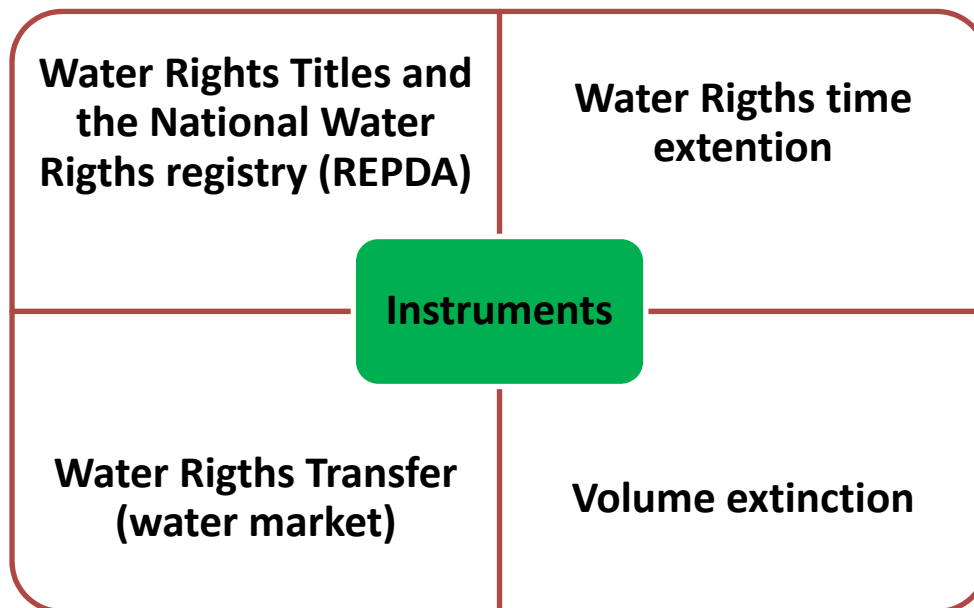 Water Rights Titles and
the National Water
Rigths registry (REPDA)
Water Rigths time
extention
Instruments
Water Rigths Transfer
(water market)
Volume extinction